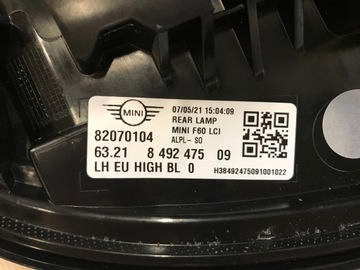 MINI
07/05/21 15:04:09
REAR LAMP
MINI F60 LCI
ALPL- SO
82070104
63.21 8 492 475 09
LH EU HIGH BL 0
H38492475091001022